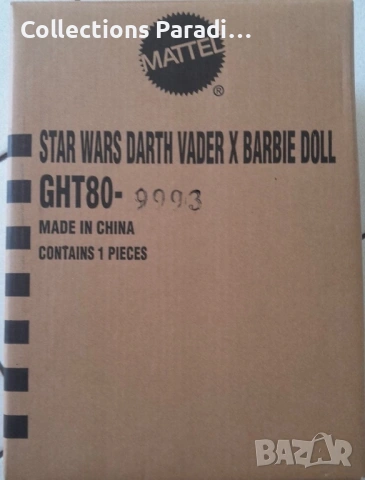 Collections Paradi...
MATTEL
®
STAR WARS DARTH VADER X BARBIE DOLL
GHT80- 9993
MADE IN CHINA
CONTAINS 1 PIECES
BAZAR